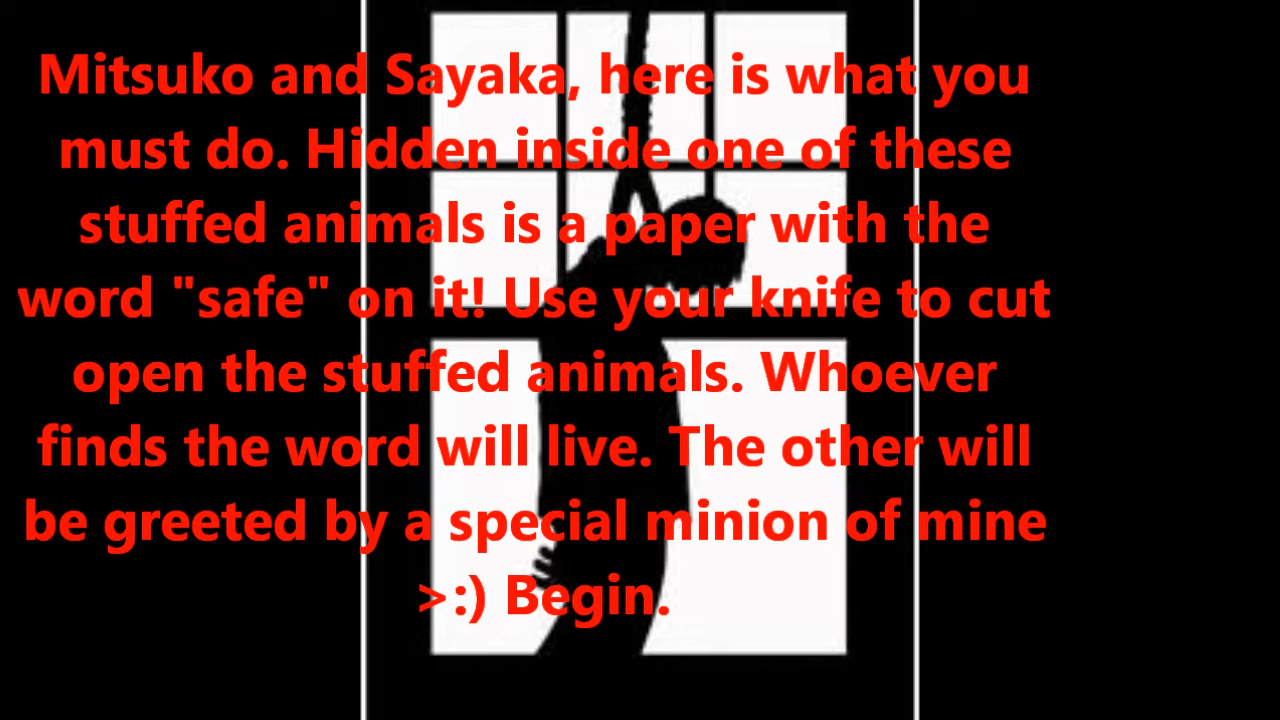 Mitsuko and Sayaka, here is what you
must do. Hidden inside one of these
stuffed animals is a paper with the
word "safe" on it! Use your knife to cut
open the stuffed animals. Whoever
finds the word will live. The other will
be greeted by a special minion of mine
>:) Begin.